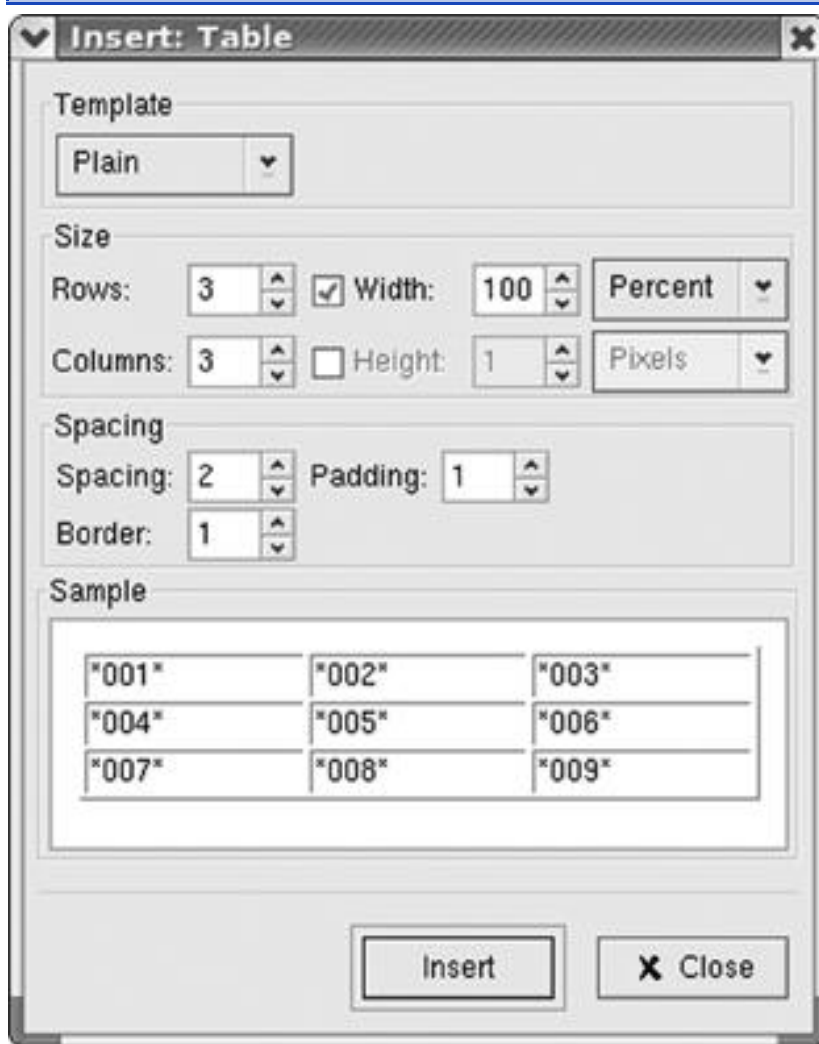 Insert: Table
Template
Plain
Size
Rows: 3 Width: 100 Percent
Columns: 3 Height: 1 Pixels
Spacing
Spacing: 2 Padding: 1
Border: 1
Sample
*001* *002* *003*
*004* *005* *006*
*007* *008* *009*
Insert Close